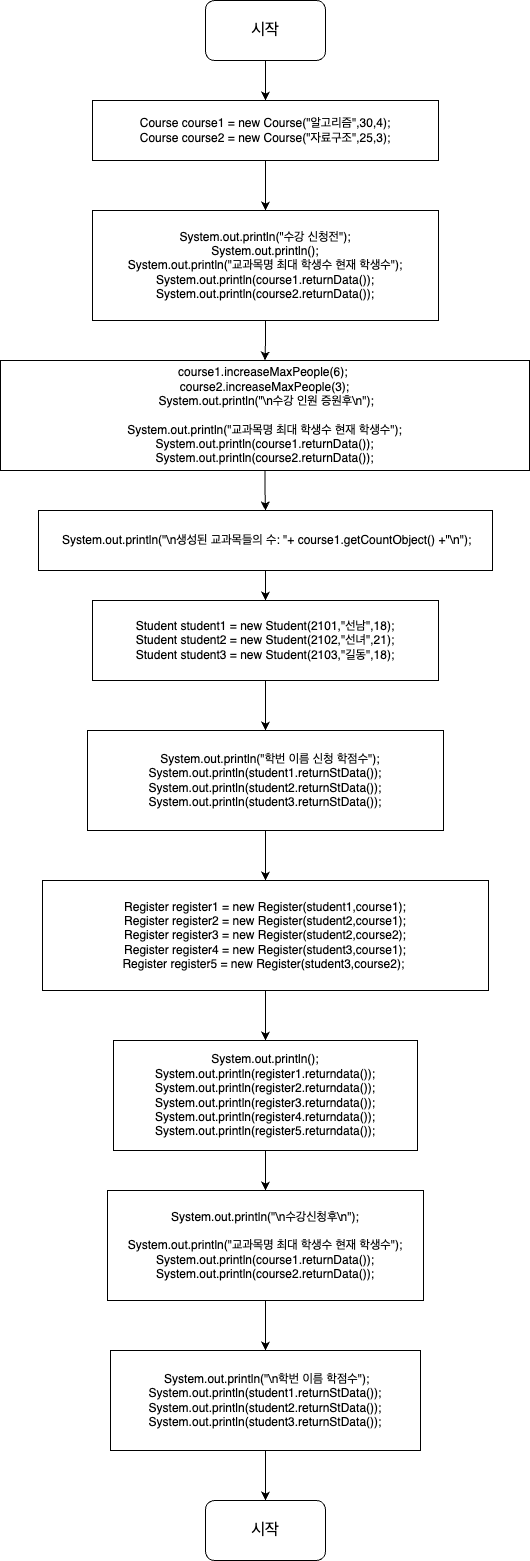 시작
Course course1 = new Course("알고리즘",30,4);
Course course2 = new Course("자료구조",25,3);
System.out.println("수강 신청전");
System.out.println();
System.out.println("교과목명 최대 학생수 현재 학생수");
System.out.println(course1.returnData());
System.out.println(course2.returnData());
course1.increaseMaxPeople(6);
course2.increaseMaxPeople(3);
System.out.println("\n수강 인원 증원후\n");
System.out.println("교과목명 최대 학생수 현재 학생수");
System.out.println(course1.returnData());
System.out.println(course2.returnData());
System.out.println("\n생성된 교과목들의 수: "+ course1.getCountObject() +"\n");
Student student1 = new Student(2101,"선남",18);
Student student2 = new Student(2102,"선녀",21);
Student student3 = new Student(2103,"길동",18);
System.out.println("학번 이름 신청 학점수");
System.out.println(student1.returnStData());
System.out.println(student2.returnStData());
System.out.println(student3.returnStData());
Register register1 = new Register(student1,course1);
Register register2 = new Register(student2,course1);
Register register3 = new Register(student2,course2);
Register register4 = new Register(student3,course1);
Register register5 = new Register(student3,course2);
System.out.println();
System.out.println(register1.returndata());
System.out.println(register2.returndata());
System.out.println(register3.returndata());
System.out.println(register4.returndata());
System.out.println(register5.returndata());
System.out.println("\n수강신청후\n");
System.out.println("교과목명 최대 학생수 현재 학생수");
System.out.println(course1.returnData());
System.out.println(course2.returnData());
System.out.println("\n학번 이름 학점수");
System.out.println(student1.returnStData());
System.out.println(student2.returnStData());
System.out.println(student3.returnStData());
시작